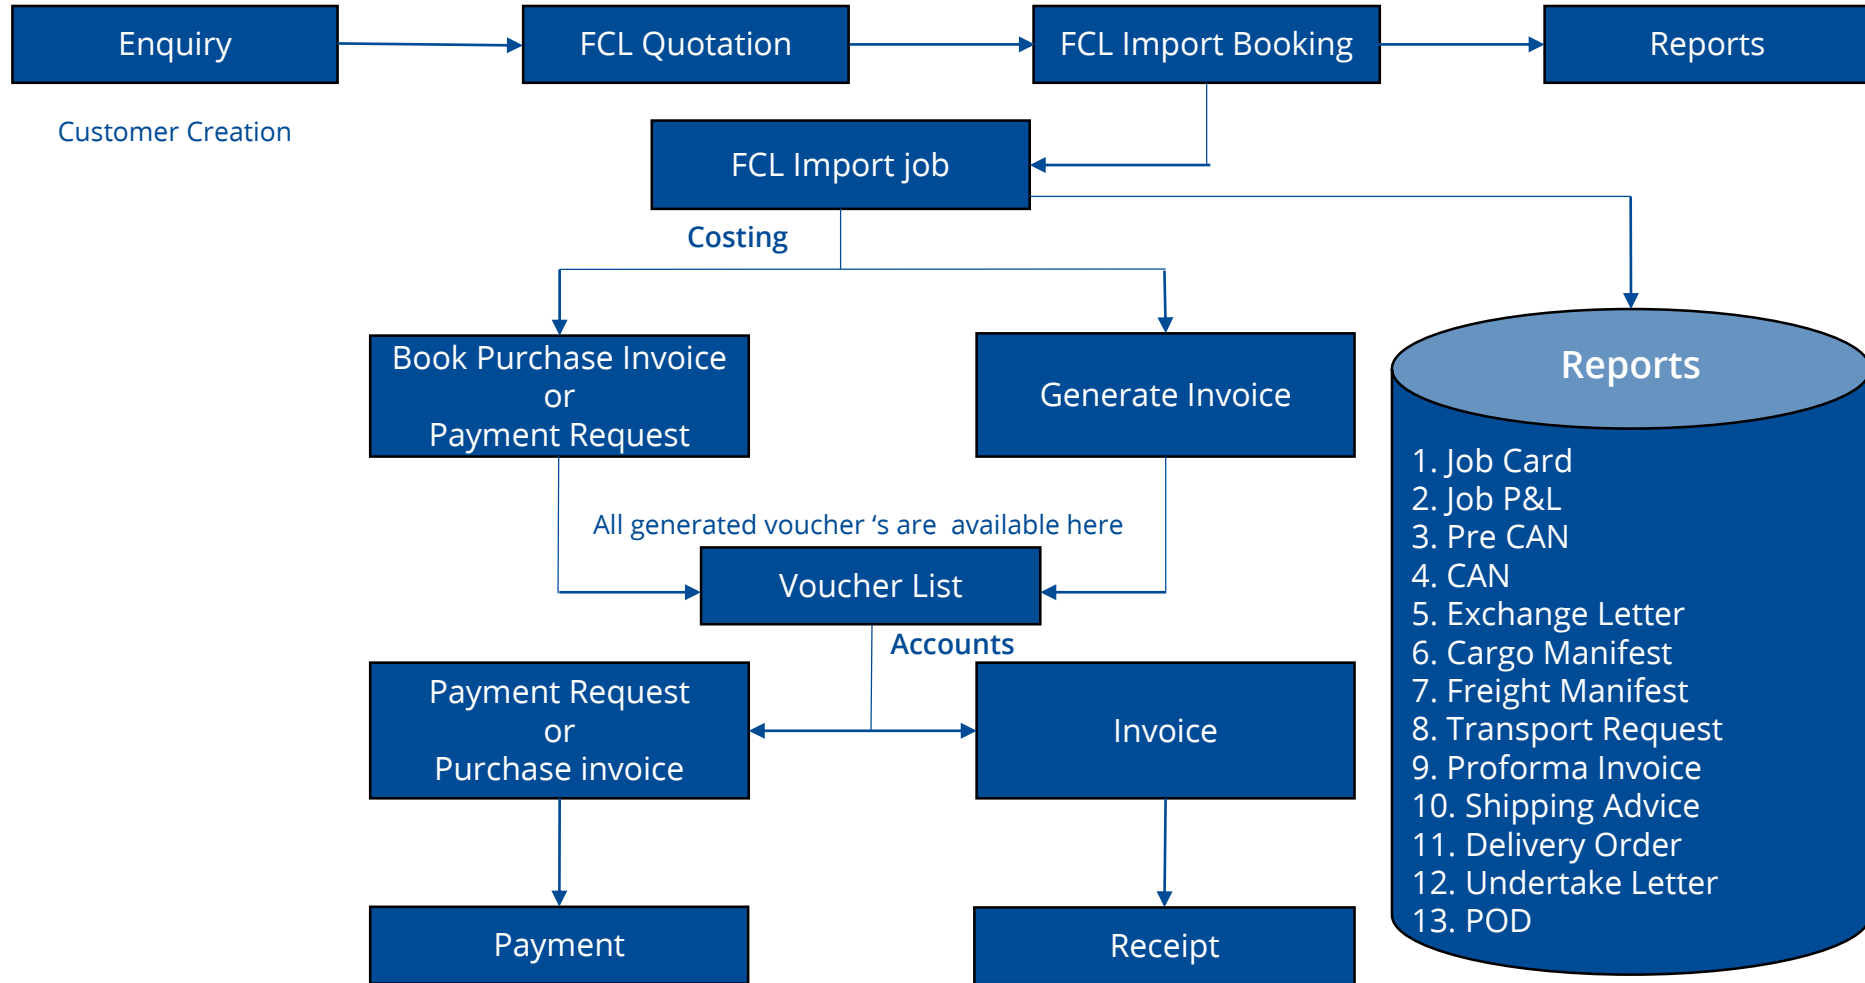 Enquiry
FCL Quotation
FCL Import Booking
Reports
Customer Creation
FCL Import job
Costing
Book Purchase Invoice
or
Payment Request
Generate Invoice
All generated voucher ‘s are  available here
Voucher List
Accounts
Payment Request
or
Purchase invoice
Invoice
Payment
Receipt
Reports
1. Job Card
2. Job P&L
3. Pre CAN
4. CAN
5. Exchange Letter
6. Cargo Manifest
7. Freight Manifest
8. Transport Request
9. Proforma Invoice
10. Shipping Advice
11. Delivery Order
12. Undertake Letter
13. POD